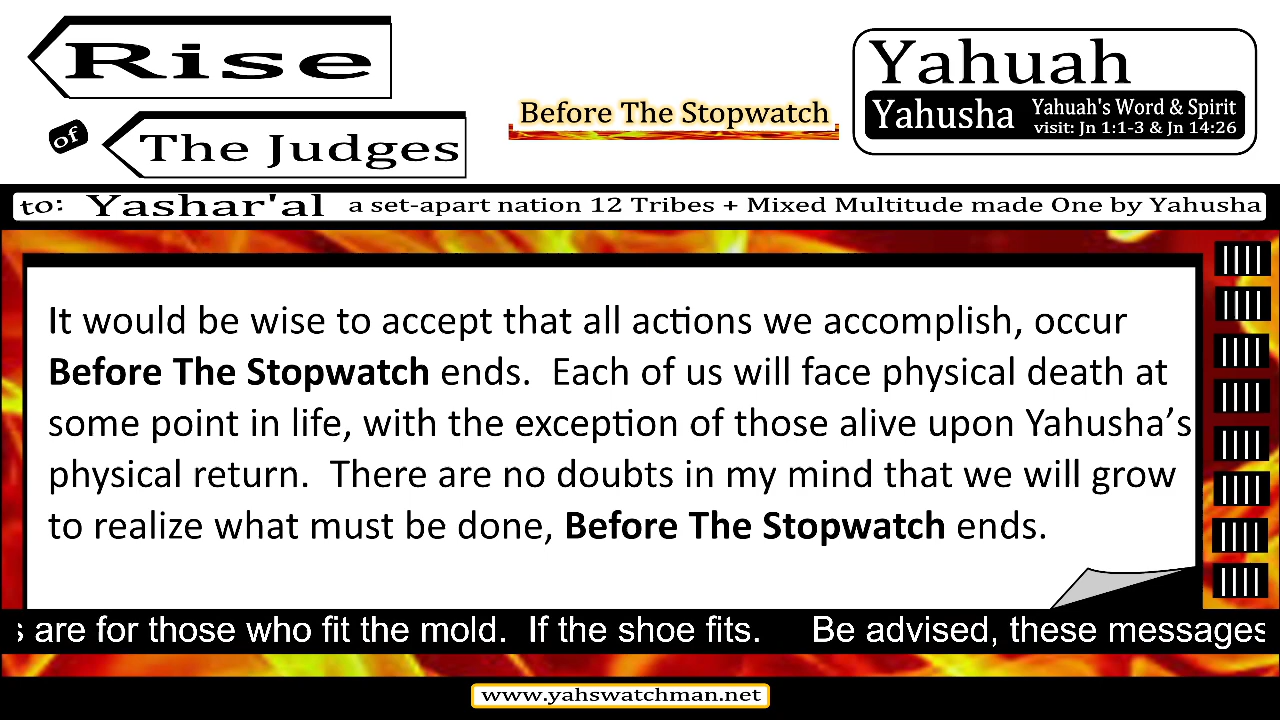 Rise
of
The Judges
Before The Stopwatch
Yahuah
Yahusha
Yahuah's Word & Spirit
visit: Jn 1:1-3 & Jn 14:26
to: Yashar'al a set-apart nation 12 Tribes + Mixed Multitude made One by Yahusha
It would be wise to accept that all actions we accomplish, occur
Before The Stopwatch ends. Each of us will face physical death at
some point in life, with the exception of those alive upon Yahusha's
physical return. There are no doubts in my mind that we will grow
to realize what must be done, Before The Stopwatch ends.
are for those who fit the mold. If the shoe fits. Be advised, these messages
www.yahswatchman.net